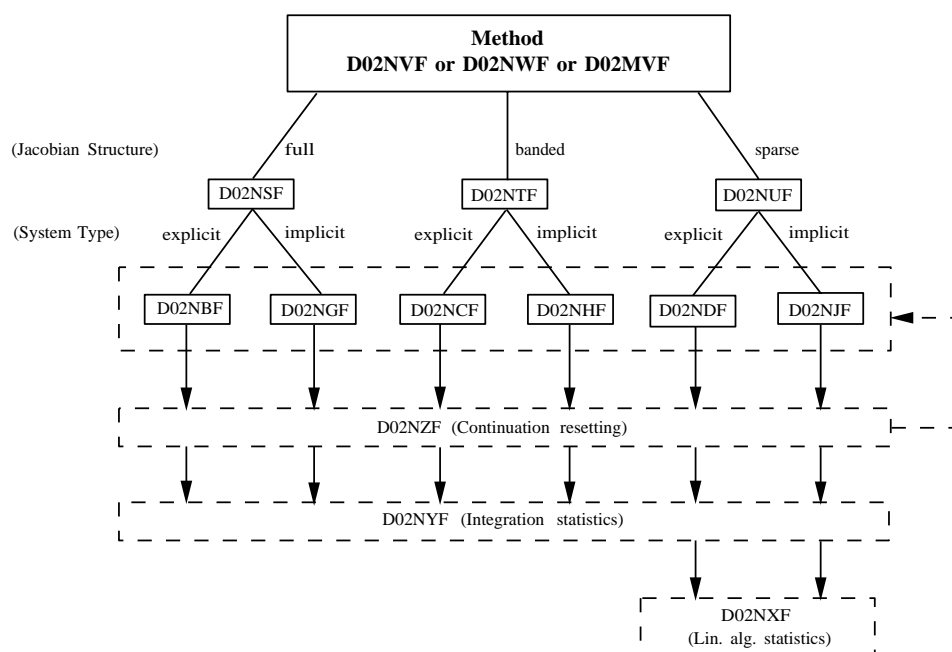 Method
D02NVF or D02NWF or D02MVF
(Jacobian Structure)
full
banded
sparse
D02NSF
D02NTF
D02NUF
(System Type)
explicit
implicit
explicit
implicit
explicit
implicit
D02NBF
D02NGF
D02NCF
D02NHF
D02NDF
D02NJF
D02NZF (Continuation resetting)
D02NYF (Integration statistics)
D02NXF
(Lin. alg. statistics)